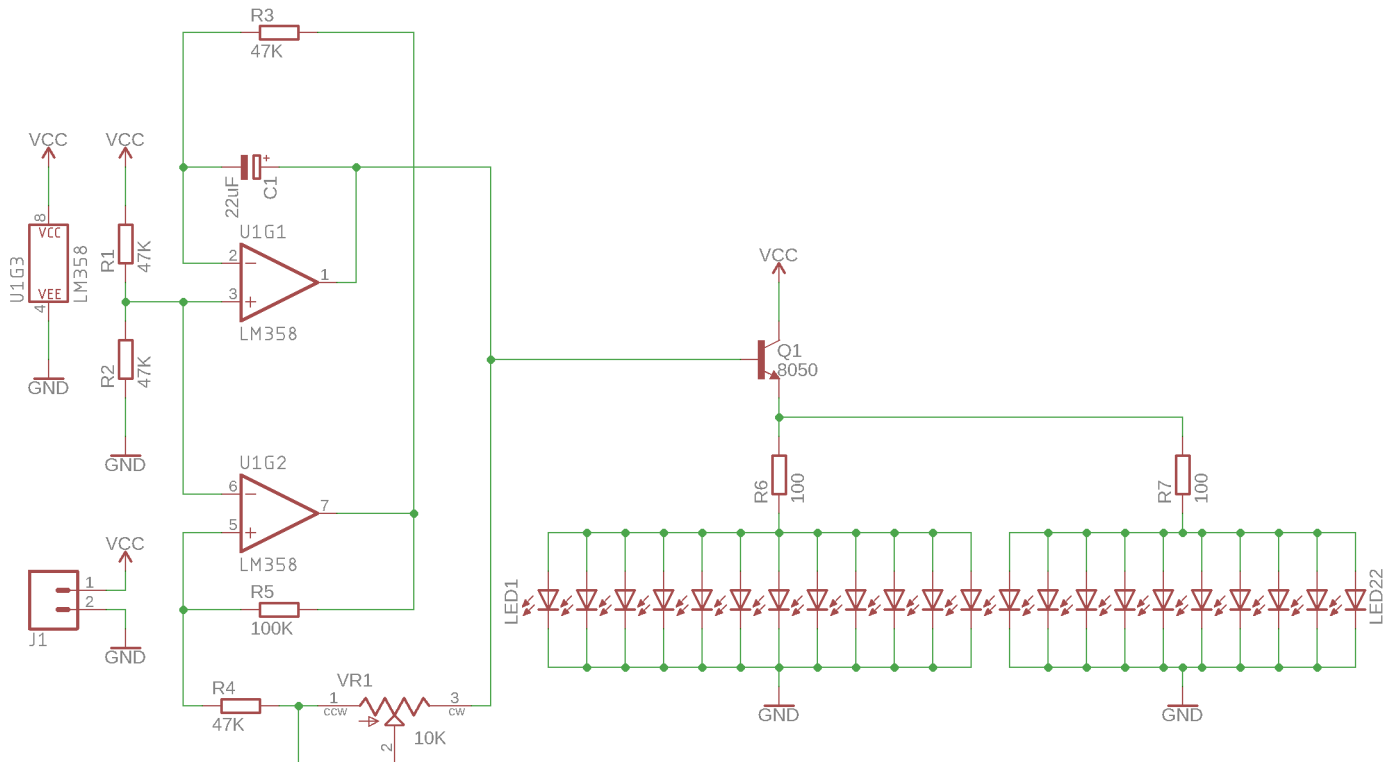 R3
47K
VCC
VCC
22uF
C1
8
VCC
U1G3
LM358
VEE
4
GND
R1
47K
R2
47K
GND
U1G1
2
3
1
LM358
VCC
Q1
8050
U1G2
6
5
7
LM358
R6
100
R7
100
VCC
1
2
J1
GND
R5
100K
LED1
LED22
R4
47K
VR1
1
ccw
3
cw
2
10K
GND
GND